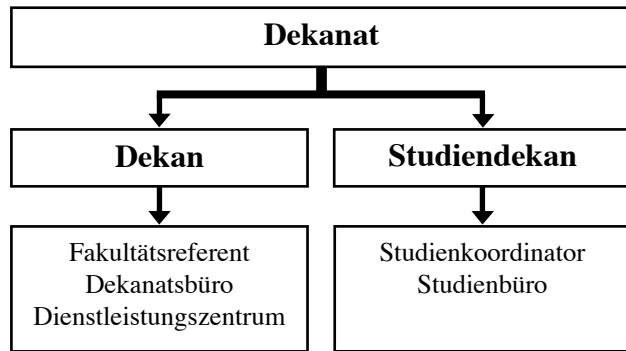 Dekanat
Dekan
Studiendekan
Fakultätsreferent
Dekanatsbüro
Dienstleistungszentrum
Studienkoordinator
Studienbüro